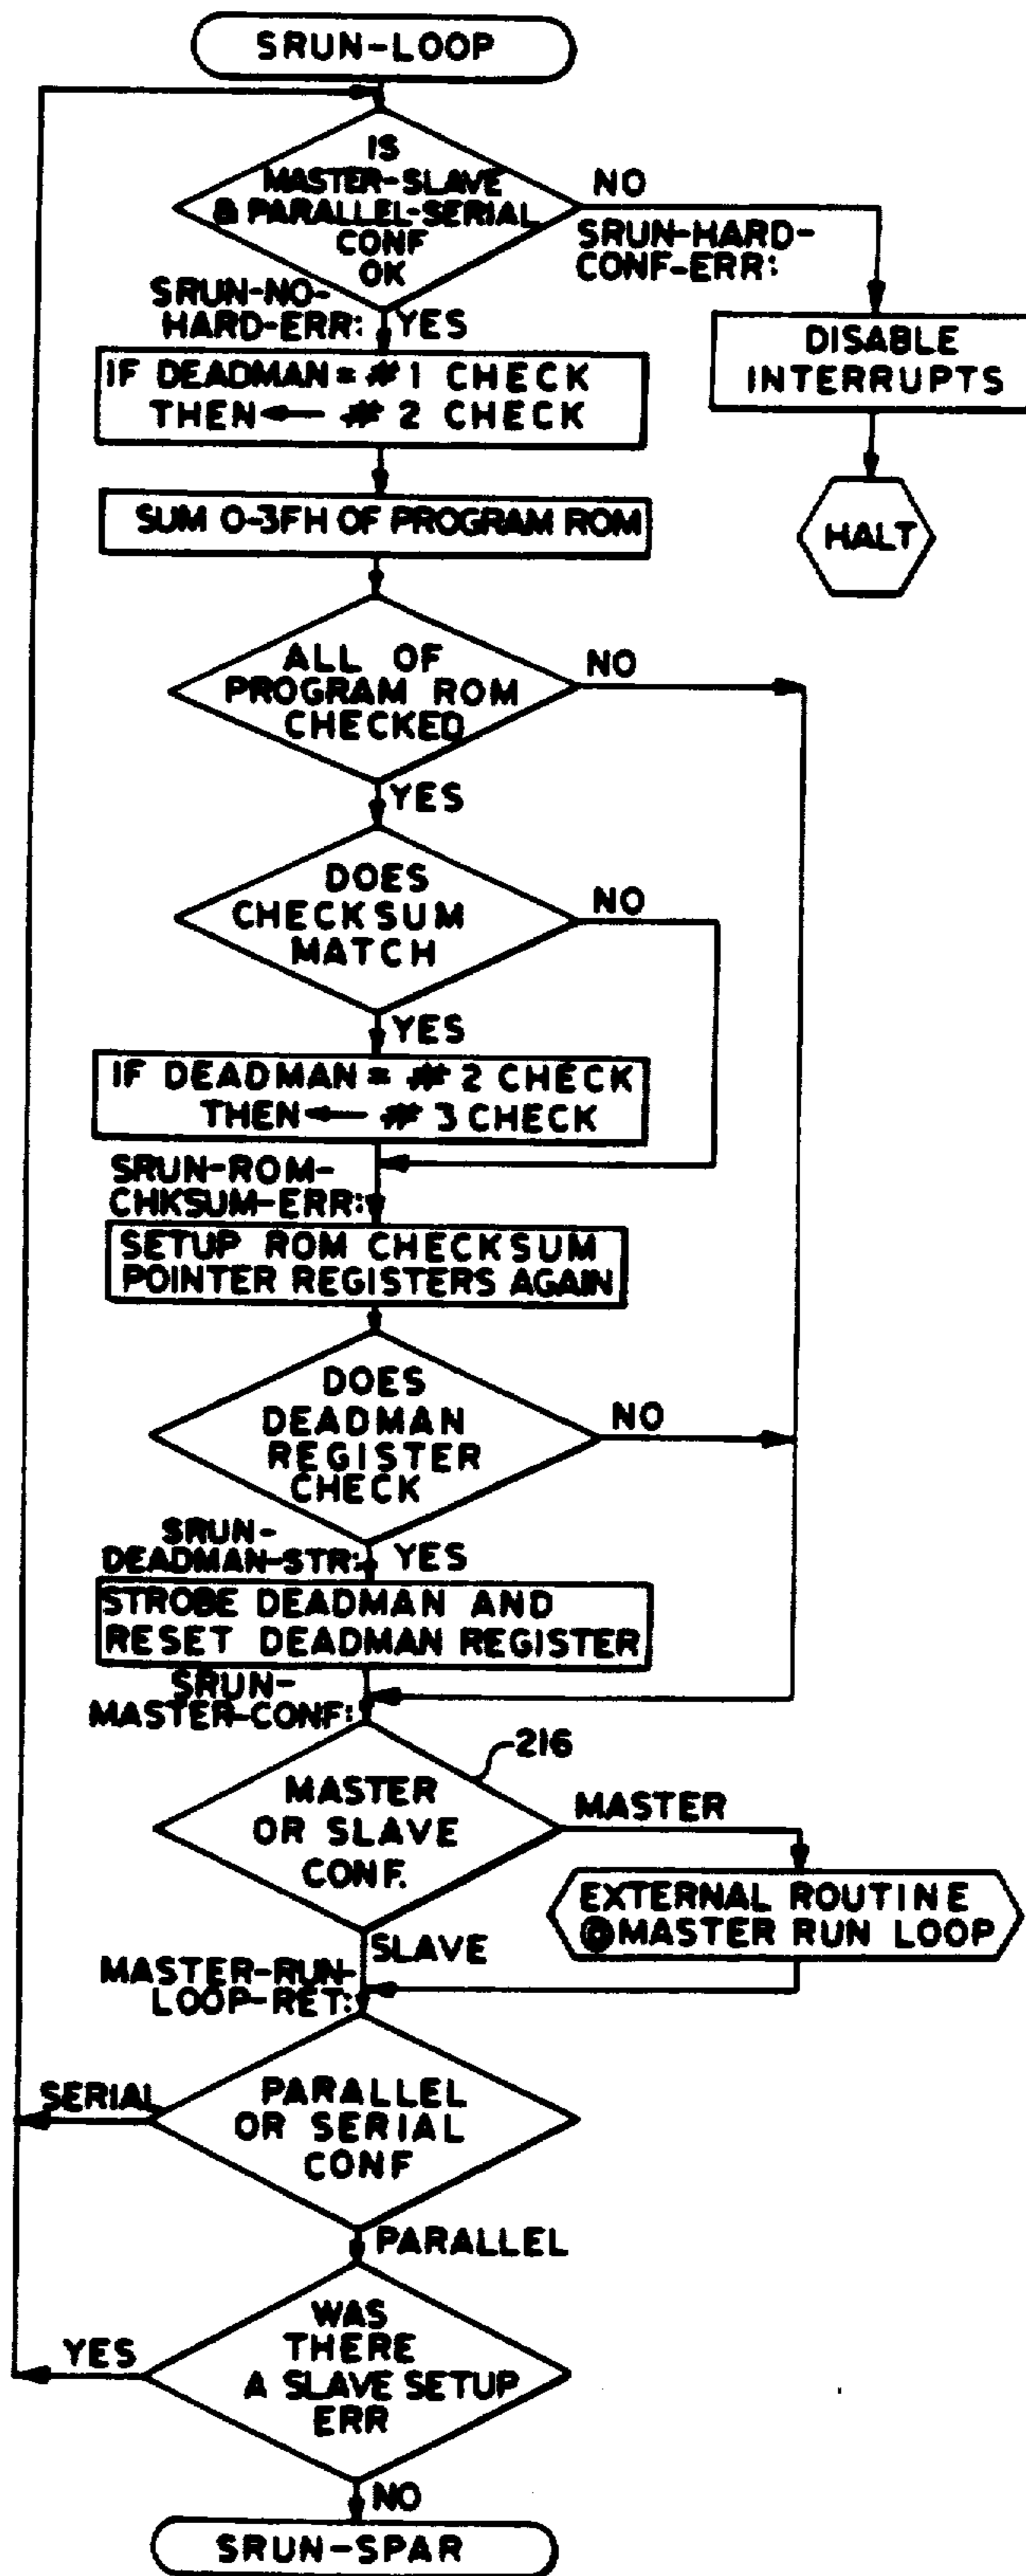 SRUN-LOOP
IS
MASTER-SLAVE
& PARALLEL-SERIAL
CONF
OK
NO
SRUN-HARD-
CONF-ERR:
DISABLE
INTERRUPTS
HALT
SRUN-NO-
HARD-ERR:
YES
IF DEADMAN = # 1 CHECK
THEN ← # 2 CHECK
SUM 0-3FH OF PROGRAM ROM
ALL OF
PROGRAM ROM
CHECKED
NO
YES
DOES
CHECKSUM
MATCH
NO
YES
IF DEADMAN = # 2 CHECK
THEN ← # 3 CHECK
SRUN-ROM-
CHKSUM-ERR:
SETUP ROM CHECKSUM
POINTER REGISTERS AGAIN
DOES
DEADMAN
REGISTER
CHECK
NO
SRUN-
DEADMAN-STR:
YES
STROBE DEADMAN AND
RESET DEADMAN REGISTER
SRUN-
MASTER-CONF:
216
MASTER
OR SLAVE
CONF.
MASTER
EXTERNAL ROUTINE
@MASTER RUN LOOP
SLAVE
MASTER-RUN-
LOOP-RET:
PARALLEL
OR SERIAL
CONF
SERIAL
PARALLEL
WAS
THERE
A SLAVE SETUP
ERR
YES
NO
SRUN-SPAR